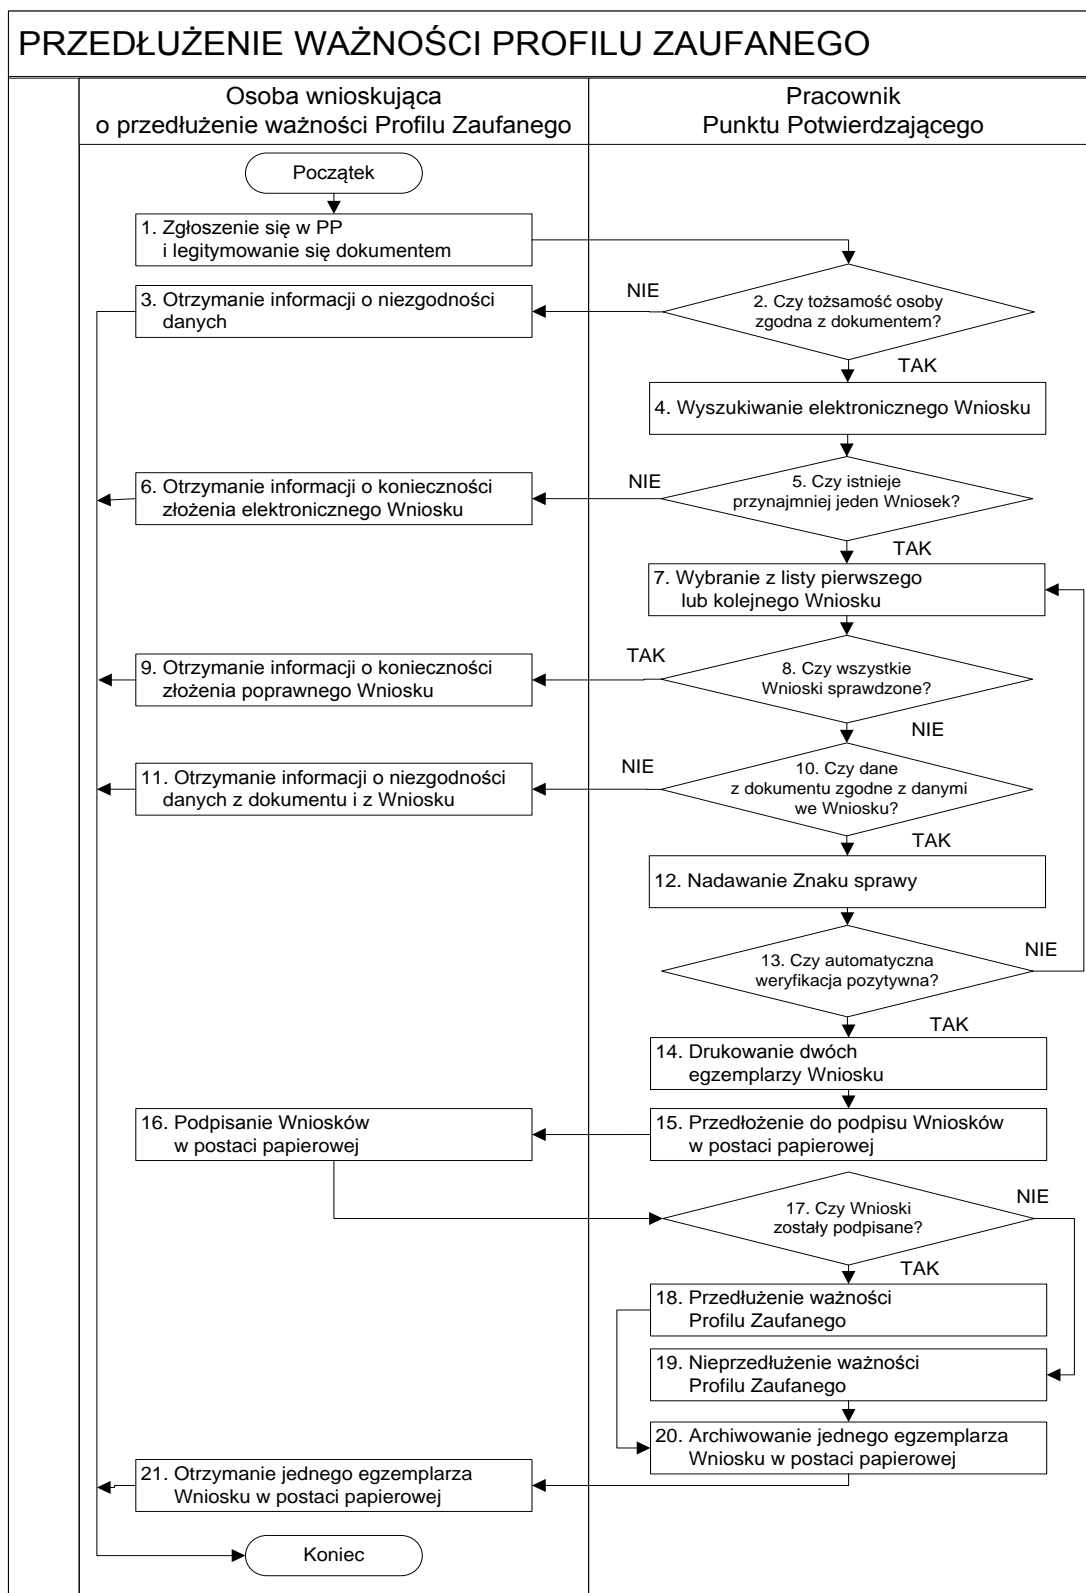 PRZEDŁUŻENIE WAŻNOŚCI PROFILU ZAUFANEGO
Osoba wnioskująca
o przedłużenie ważności Profilu Zaufanego
Pracownik
Punktu Potwierdzającego
Początek
1. Zgłoszenie się w PP
i legitymowanie się dokumentem
2. Czy tożsamość osoby
zgodna z dokumentem?
NIE
3. Otrzymanie informacji o niezgodności
danych
TAK
4. Wyszukiwanie elektronicznego Wniosku
5. Czy istnieje
przynajmniej jeden Wniosek?
NIE
6. Otrzymanie informacji o konieczności
złożenia elektronicznego Wniosku
TAK
7. Wybranie z listy pierwszego
lub kolejnego Wniosku
8. Czy wszystkie
Wnioski sprawdzone?
TAK
9. Otrzymanie informacji o konieczności
złożenia poprawnego Wniosku
NIE
10. Czy dane
z dokumentu zgodne z danymi
we Wniosku?
NIE
11. Otrzymanie informacji o niezgodności
danych z dokumentu i z Wniosku
TAK
12. Nadawanie Znaku sprawy
13. Czy automatyczna
weryfikacja pozytywna?
NIE
TAK
14. Drukowanie dwóch
egzemplarzy Wniosku
15. Przedłożenie do podpisu Wniosków
w postaci papierowej
16. Podpisanie Wniosków
w postaci papierowej
17. Czy Wnioski
zostały podpisane?
NIE
TAK
18. Przedłużenie ważności
Profilu Zaufanego
19. Nieprzedłużenie ważności
Profilu Zaufanego
20. Archiwowanie jednego egzemplarza
Wniosku w postaci papierowej
21. Otrzymanie jednego egzemplarza
Wniosku w postaci papierowej
Koniec